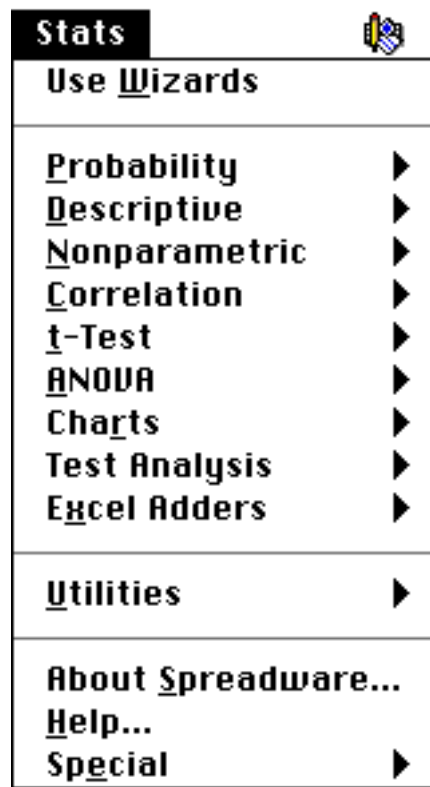 Stats
Use Wizards
Probability
Descriptive
Nonparametric
Correlation
t-Test
ANOVA
Charts
Test Analysis
Excel Adders
Utilities
About Spreadware...
Help...
Special